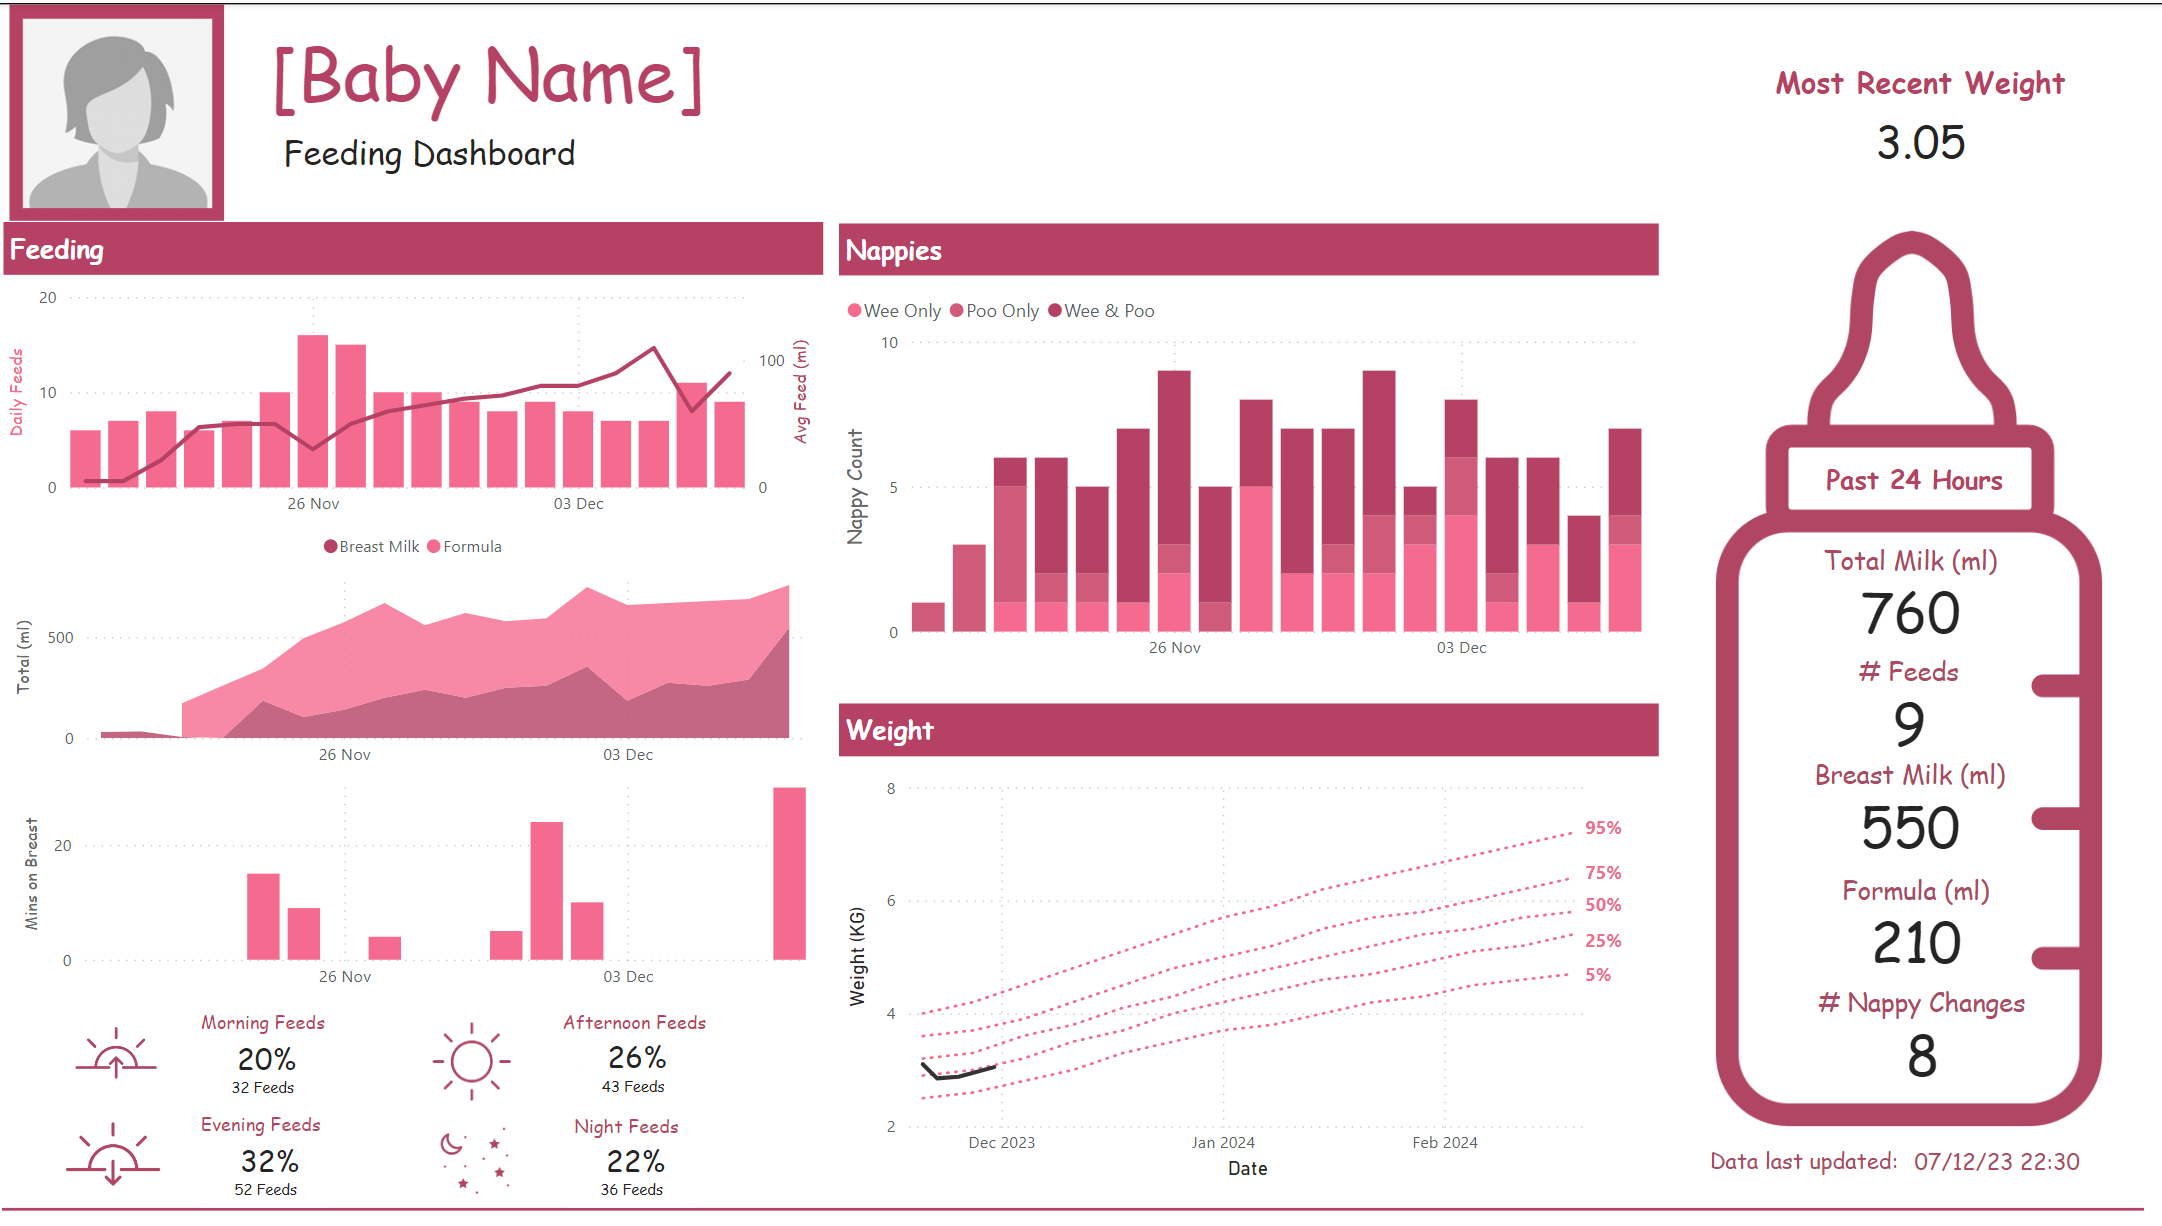 [Baby Name]
Feeding Dashboard
Most Recent Weight
3.05
Feeding
20
10
0
Daily Feeds
100
0
Avg Feed (ml)
26 Nov
03 Dec
Breast Milk
Formula
Total (ml)
500
0
26 Nov
03 Dec
Mins on Breast
20
0
26 Nov
03 Dec
Morning Feeds
20%
32 Feeds
Afternoon Feeds
26%
43 Feeds
Evening Feeds
32%
52 Feeds
Night Feeds
22%
36 Feeds
Nappies
Wee Only
Poo Only
Wee & Poo
10
5
0
Nappy Count
26 Nov
03 Dec
Weight
8
6
4
2
Weight (KG)
95%
75%
50%
25%
5%
Dec 2023
Jan 2024
Feb 2024
Date
Past 24 Hours
Total Milk (ml)
760
# Feeds
9
Breast Milk (ml)
550
Formula (ml)
210
# Nappy Changes
8
Data last updated: 07/12/23 22:30